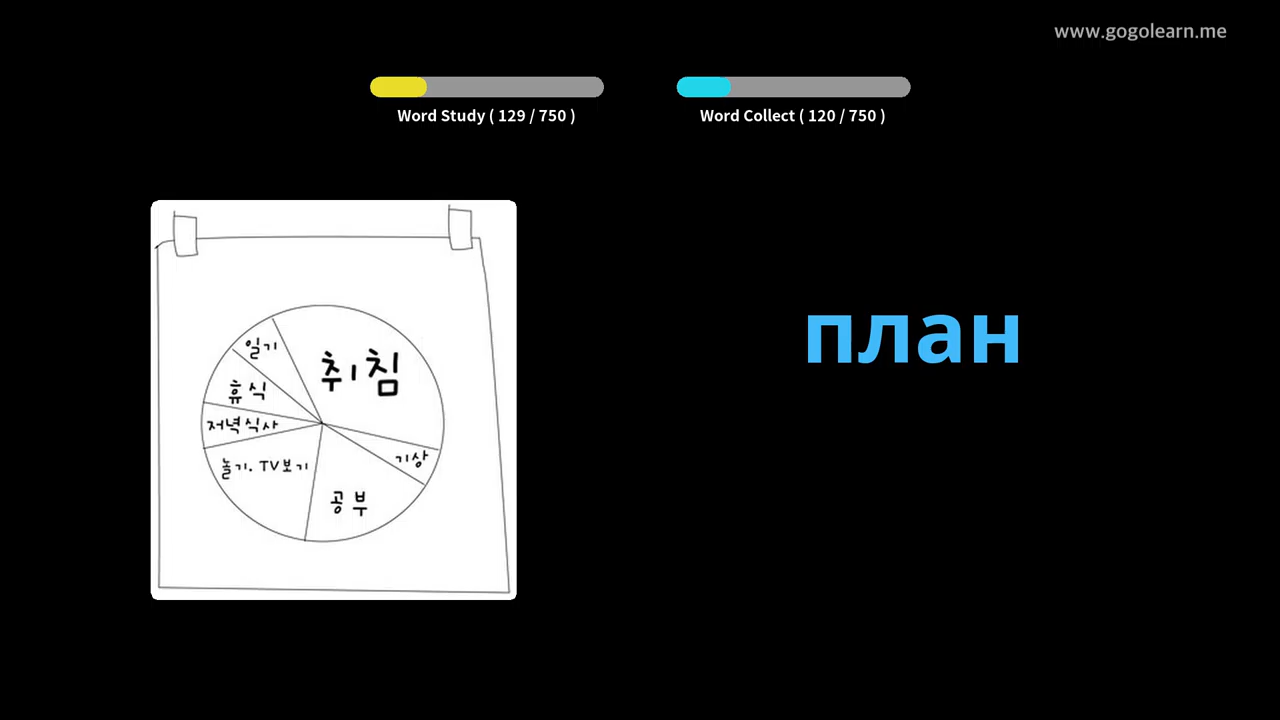 www.gogolearn.me
Word Study ( 129 / 750 )
Word Collect ( 120 / 750 )
일기
취침
휴식
저녁식사
놀기. TV보기
기상
공부
план